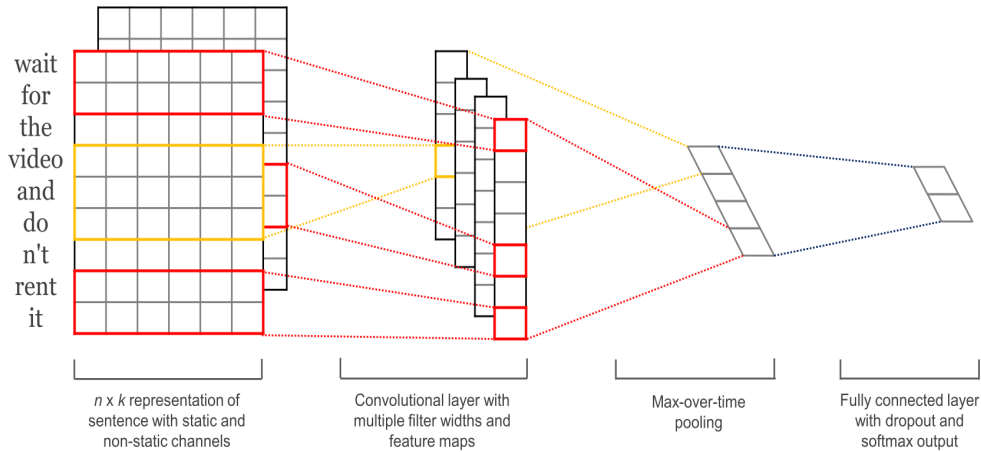 wait
for
the
video
and
do
n't
rent
it
n x k representation of
sentence with static and
non-static channels
Convolutional layer with
multiple filter widths and
feature maps
Max-over-time
pooling
Fully connected layer
with dropout and
softmax output